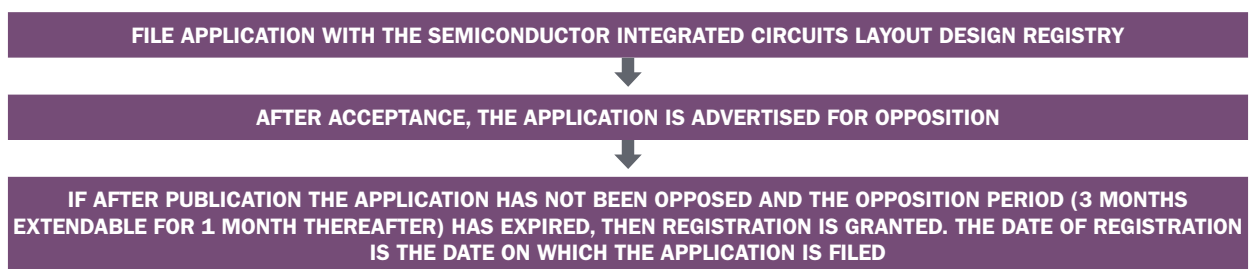 FILE APPLICATION WITH THE SEMICONDUCTOR INTEGRATED CIRCUITS LAYOUT DESIGN REGISTRY
AFTER ACCEPTANCE, THE APPLICATION IS ADVERTISED FOR OPPOSITION
IF AFTER PUBLICATION THE APPLICATION HAS NOT BEEN OPPOSED AND THE OPPOSITION PERIOD (3 MONTHS
EXTENDABLE FOR 1 MONTH THEREAFTER) HAS EXPIRED, THEN REGISTRATION IS GRANTED. THE DATE OF REGISTRATION
IS THE DATE ON WHICH THE APPLICATION IS FILED